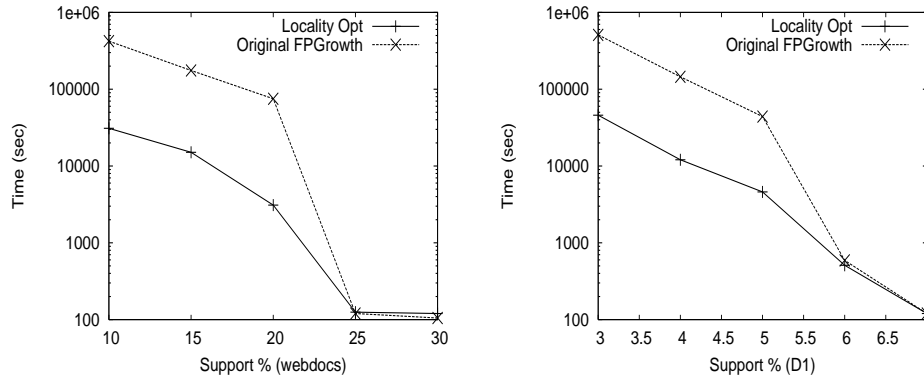 1e+06
100000
10000
1000
100
10
15
20
25
30
Time (sec)
Support % (webdocs)
Locality Opt
Original FPGrowth
1e+06
100000
10000
1000
100
3
3.5
4
4.5
5
5.5
6
6.5
Time (sec)
Support % (D1)
Locality Opt
Original FPGrowth